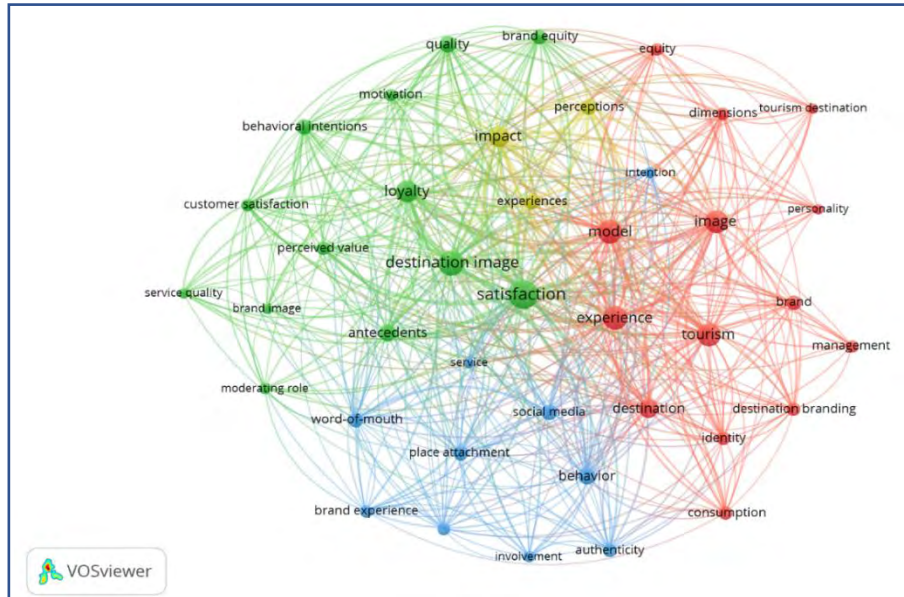 brand equity
quality
equity
motivation
perceptions
dimensions
tourism destination
behavioral intentions
impact
intention
loyalty
experiences
customer satisfaction
personality
image
model
perceived value
destination image
service quality
satisfaction
brand image
brand
experience
antecedents
tourism
management
service
moderating role
word-of-mouth
social media
destination
destination branding
identity
place attachment
behavior
brand experience
consumption
involvement
authenticity
VOSviewer